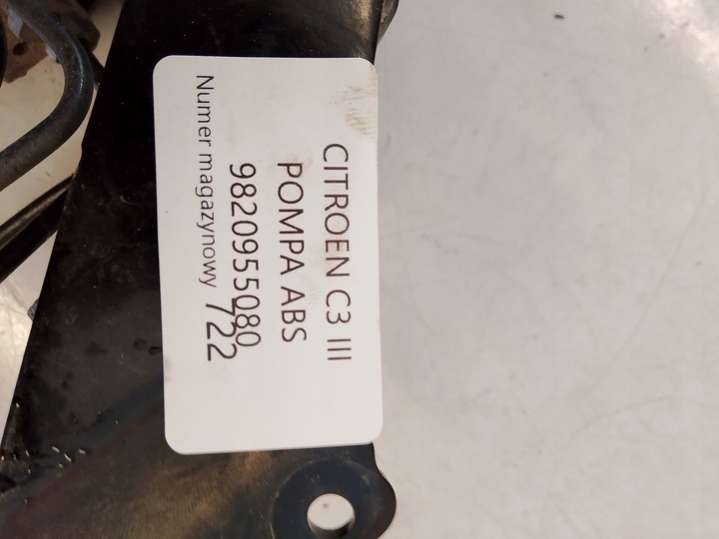 CITROEN C3 III
POMPA ABS
9820955080
Numer magazynowy 722